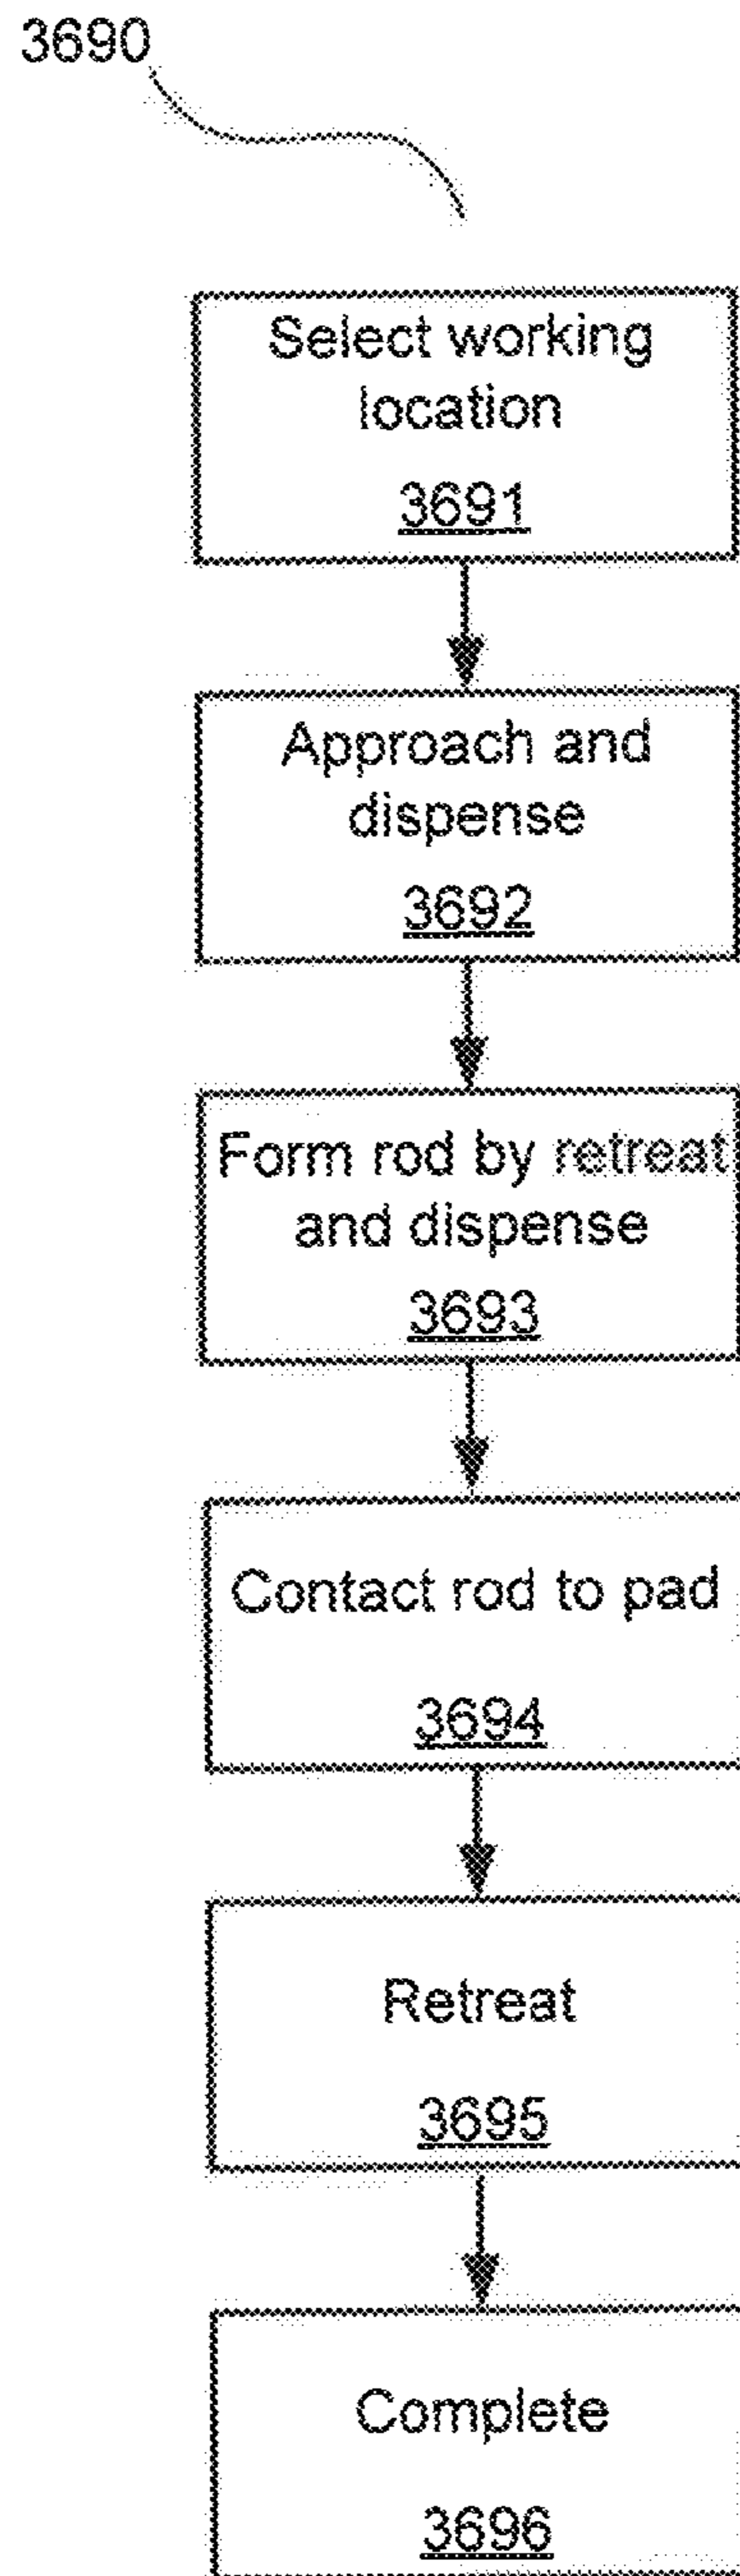 3690
Select working
location
3691
Approach and
dispense
3692
Form rod by retreat
and dispense
3693
Contact rod to pad
3694
Retreat
3695
Complete
3696